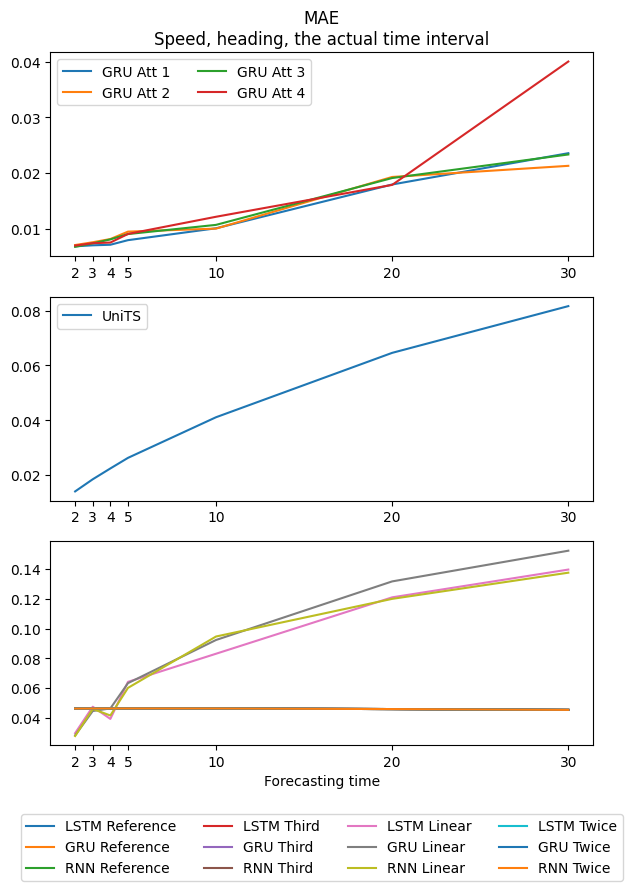 MAE
Speed, heading, the actual time interval
GRU Att 1 GRU Att 3
GRU Att 2 GRU Att 4
0.04
0.03
0.02
0.01
2 3 4 5 10 20 30
UniTS
0.08
0.06
0.04
0.02
2 3 4 5 10 20 30
0.14
0.12
0.10
0.08
0.06
0.04
2 3 4 5 10 20 30
Forecasting time
LSTM Reference LSTM Third LSTM Linear LSTM Twice
GRU Reference GRU Third GRU Linear GRU Twice
RNN Reference RNN Third RNN Linear RNN Twice